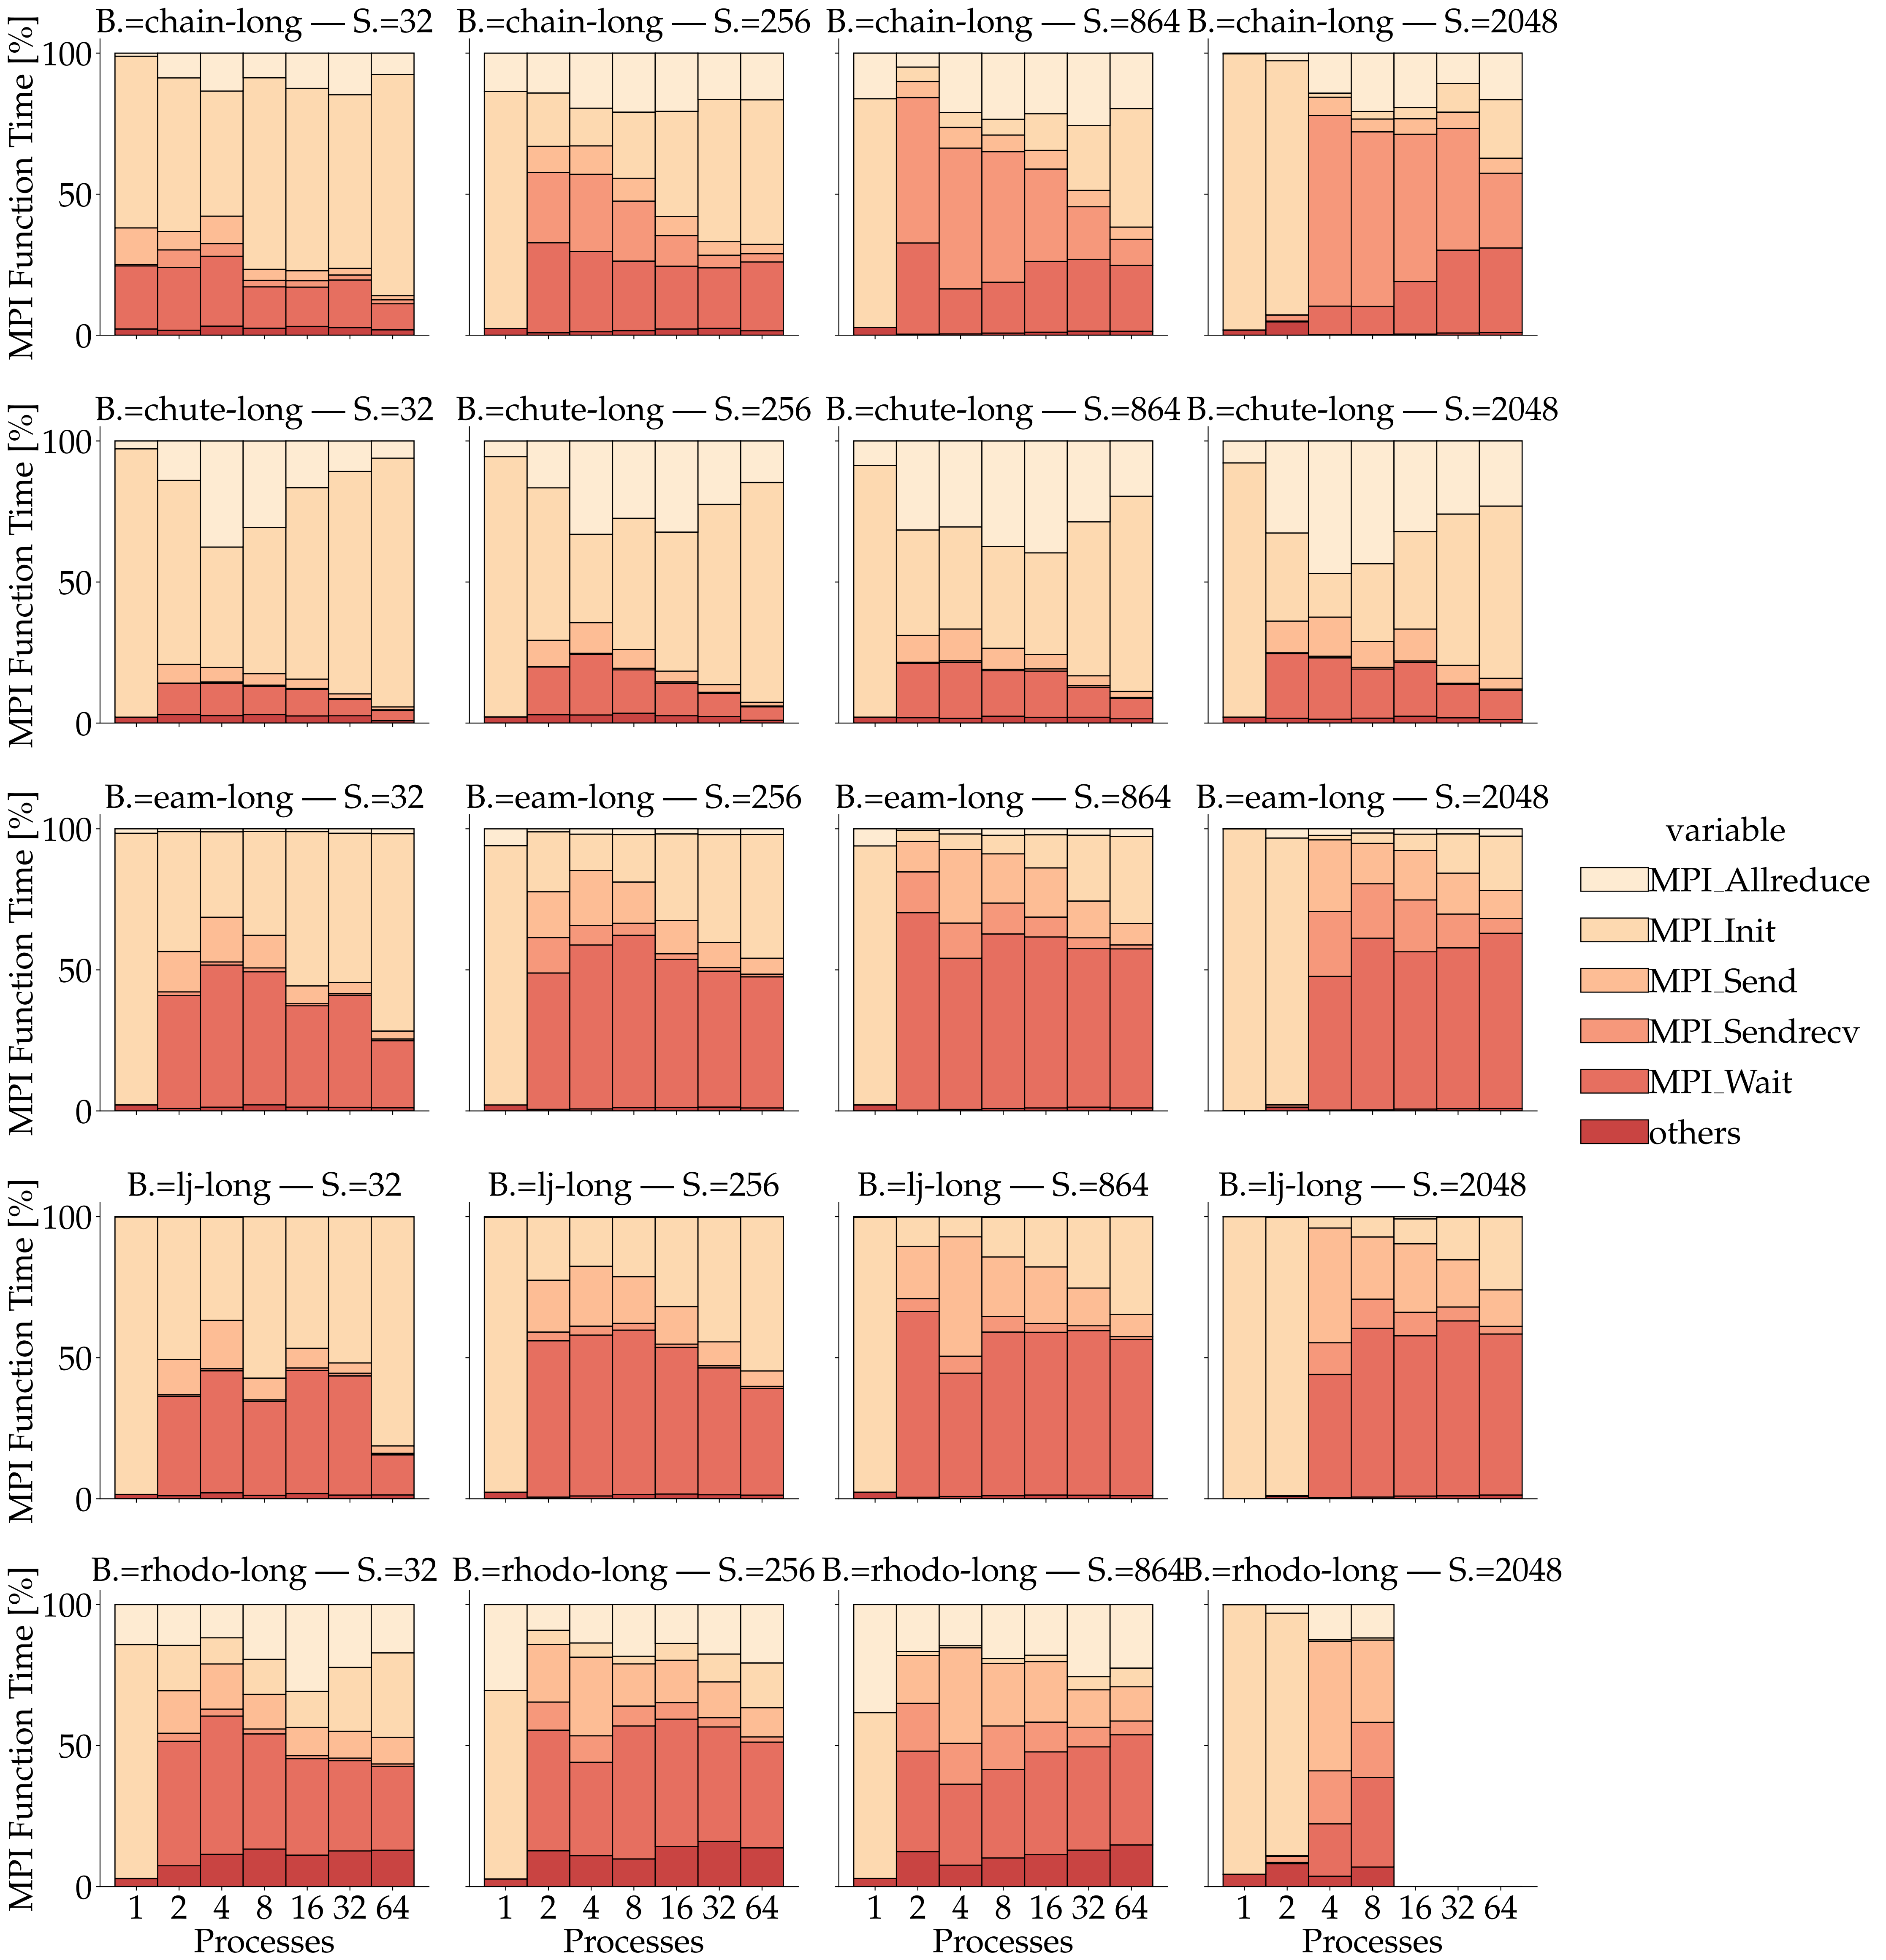 B.=chain-long — S.=32
B.=chain-long — S.=256
B.=chain-long — S.=864
B.=chain-long — S.=2048
MPI Function Time [%]
100
50
0
B.=chute-long — S.=32
B.=chute-long — S.=256
B.=chute-long — S.=864
B.=chute-long — S.=2048
MPI Function Time [%]
100
50
0
B.=eam-long — S.=32
B.=eam-long — S.=256
B.=eam-long — S.=864
B.=eam-long — S.=2048
MPI Function Time [%]
100
50
0
variable
MPI_Allreduce
MPI_Init
MPI_Send
MPI_Sendrecv
MPI_Wait
others
B.=lj-long — S.=32
B.=lj-long — S.=256
B.=lj-long — S.=864
B.=lj-long — S.=2048
MPI Function Time [%]
100
50
0
B.=rhodo-long — S.=32
B.=rhodo-long — S.=256
B.=rhodo-long — S.=864
B.=rhodo-long — S.=2048
MPI Function Time [%]
100
50
0
1 2 4 8 16 32 64
Processes
1 2 4 8 16 32 64
Processes
1 2 4 8 16 32 64
Processes
1 2 4 8 16 32 64
Processes